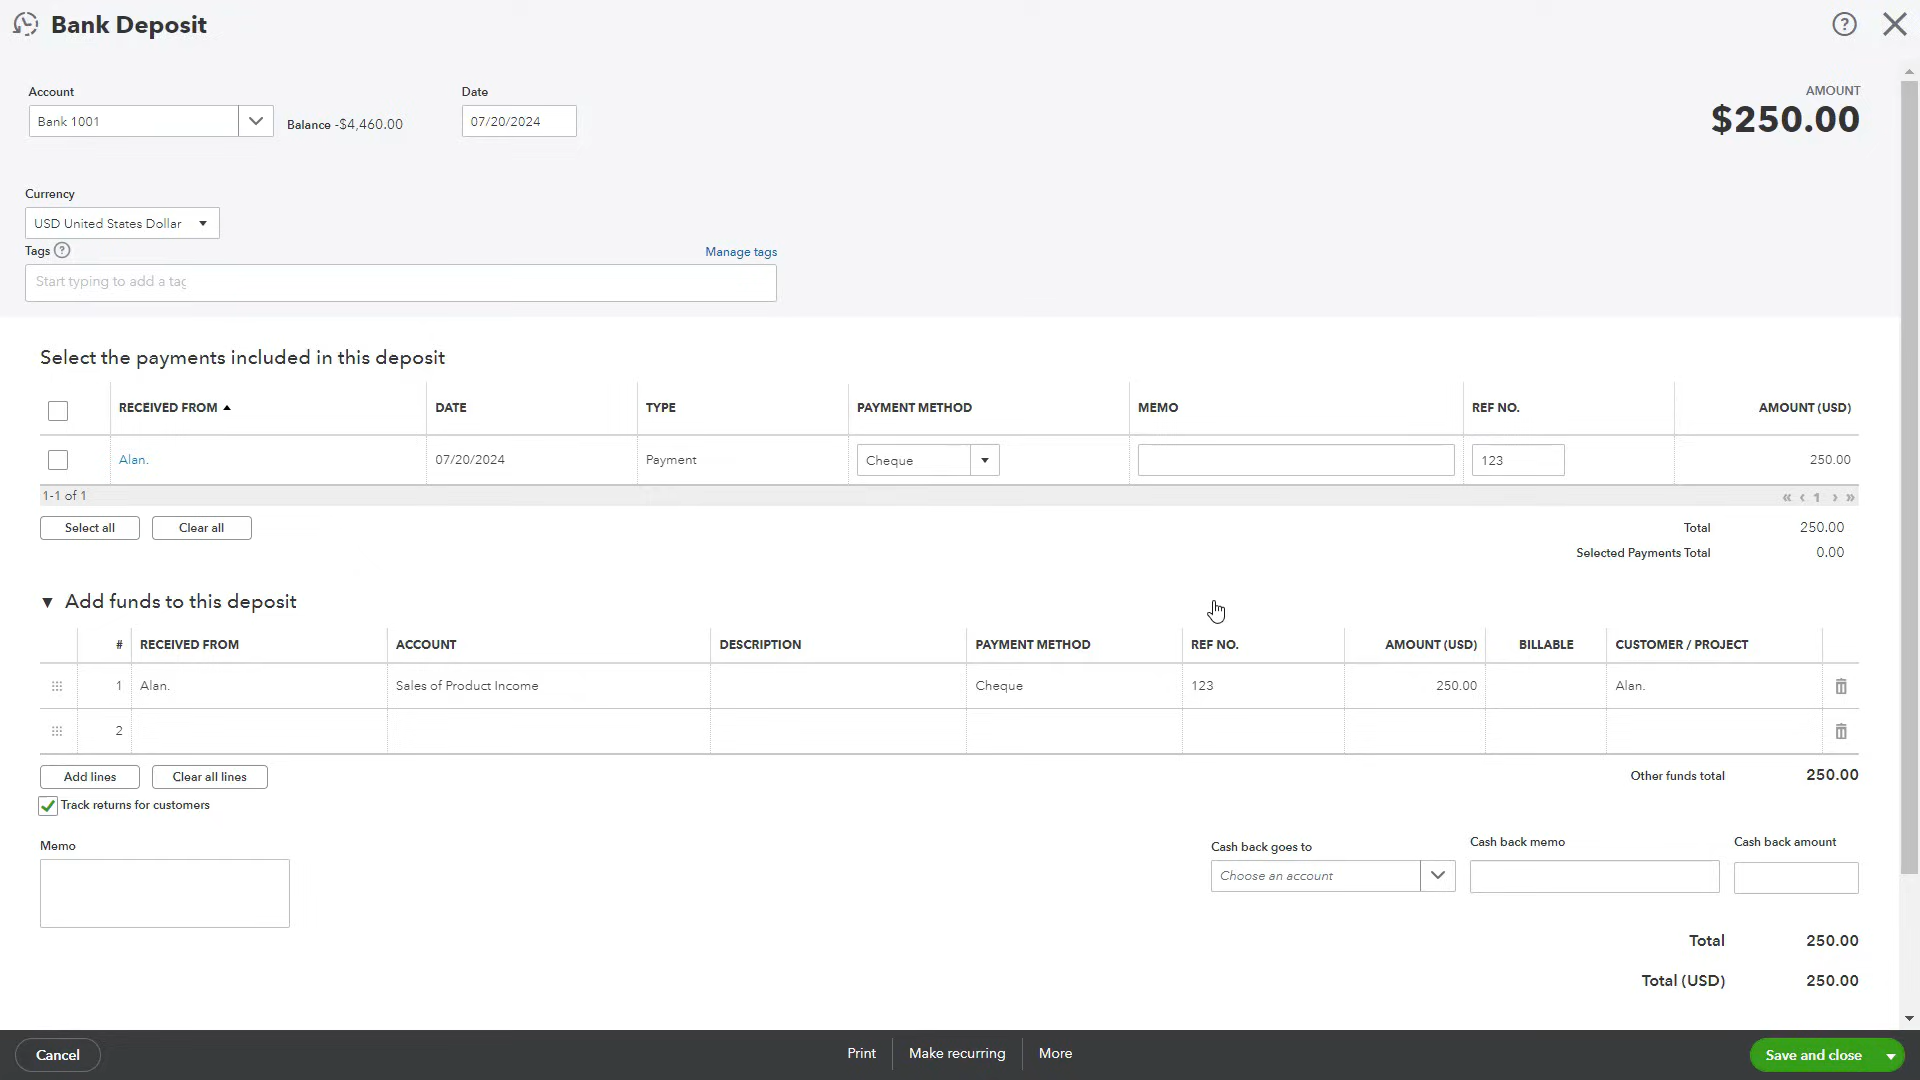 Bank Deposit
Account
Date
AMOUNT
Bank 1001
Balance -$4,460.00
07/20/2024
$250.00
Currency
USD United States Dollar
Tags ?
Manage tags
Start typing to add a tag
Select the payments included in this deposit
RECEIVED FROM DATE TYPE PAYMENT METHOD MEMO REF NO. AMOUNT (USD)
Alan. 07/20/2024 Payment Cheque 123 250.00
1-1 of 1 « ‹ 1 › »
Select all Clear all Total 250.00
Selected Payments Total 0.00
Add funds to this deposit
# RECEIVED FROM ACCOUNT DESCRIPTION PAYMENT METHOD REF NO. AMOUNT (USD) BILLABLE CUSTOMER / PROJECT
1 Alan. Sales of Product Income Cheque 123 250.00 Alan.
2
Add lines Clear all lines Other funds total 250.00
Track returns for customers
Memo Cash back goes to Cash back memo Cash back amount
Choose an account
Total 250.00
Total (USD) 250.00
Cancel Print Make recurring More Save and close